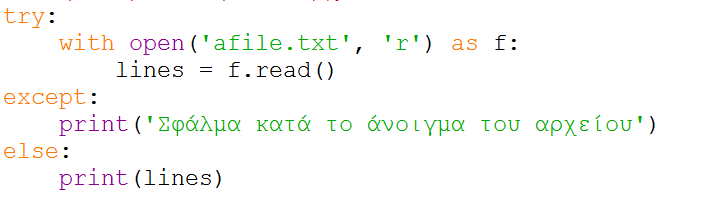 try:
    with open('afile.txt', 'r') as f:
        lines = f.read()
except:
    print('Σφάλμα κατά το άνοιγμα του αρχείου')
else:
    print(lines)